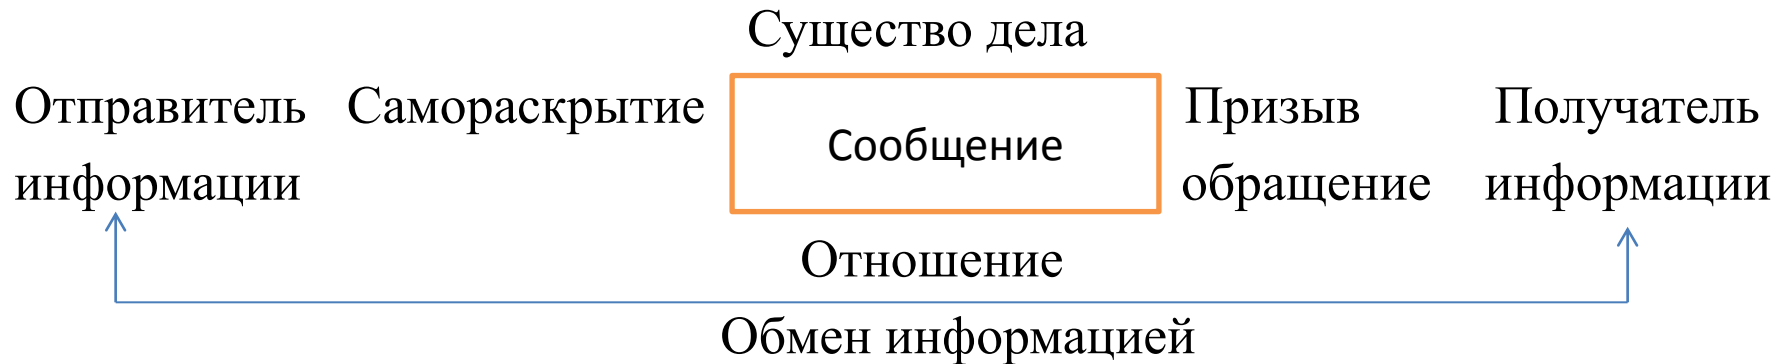 Существо дела
Отправитель Самораскрытие Призыв Получатель
Сообщение
информации обращение информации
Отношение
Обмен информацией